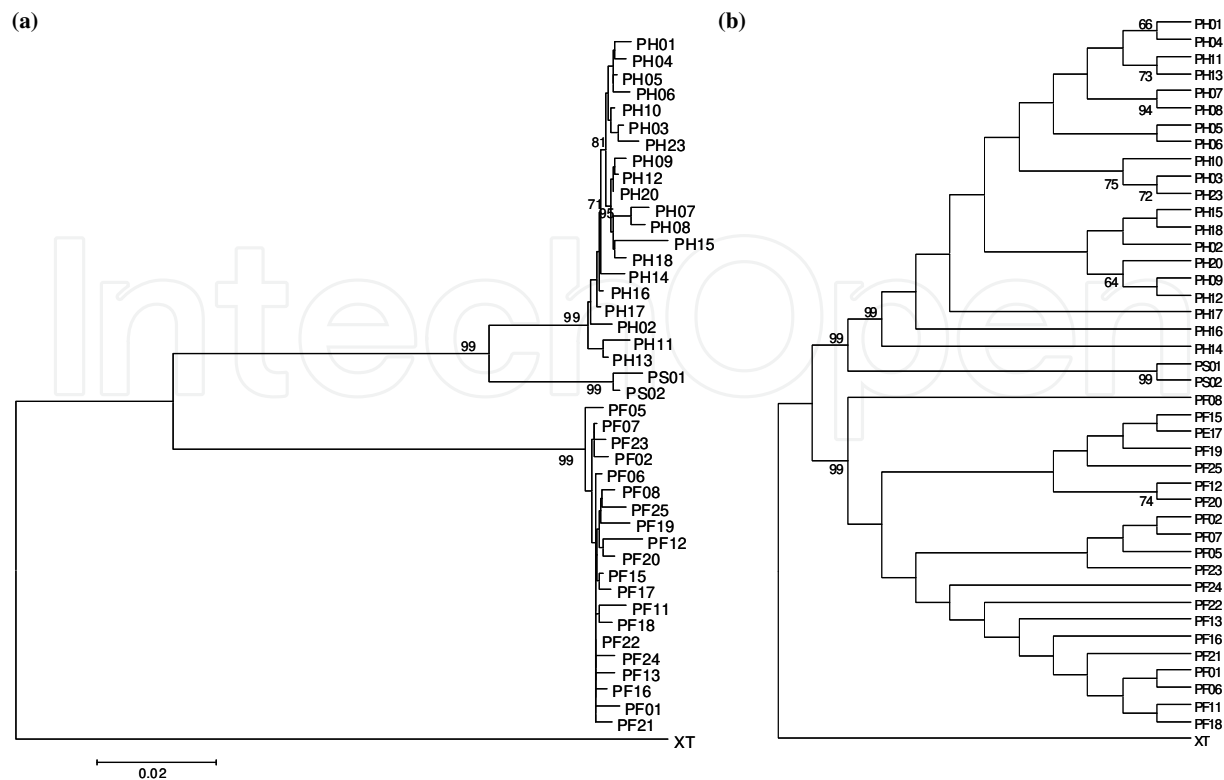 (a)
PH01
PH04
PH05
PH06
PH10
PH03
PH23
81
PH09
PH12
PH20
71
95
PH07
PH08
PH15
PH18
PH14
PH16
PH17
99
PH02
PH11
PH13
99
PS01
99
PS02
PF05
PF07
PF23
99
PF02
PF06
PF08
PF25
PF19
PF12
PF20
PF15
PF17
PF11
PF18
PF22
PF24
PF13
PF16
PF01
PF21
XT
0.02
(b)
66
PH01
PH04
PH11
73
PH13
PH07
94
PH08
PH05
PH06
PH10
75
PH03
72
PH23
PH15
PH18
PH02
PH20
64
PH09
PH12
99
PH17
PH16
99
PH14
PS01
99
PS02
PF08
PF15
PE17
PF19
99
PF25
PF12
74
PF20
PF02
PF07
PF05
PF23
PF24
PF22
PF13
PF16
PF21
PF01
PF06
PF11
PF18
XT
IntechOpen